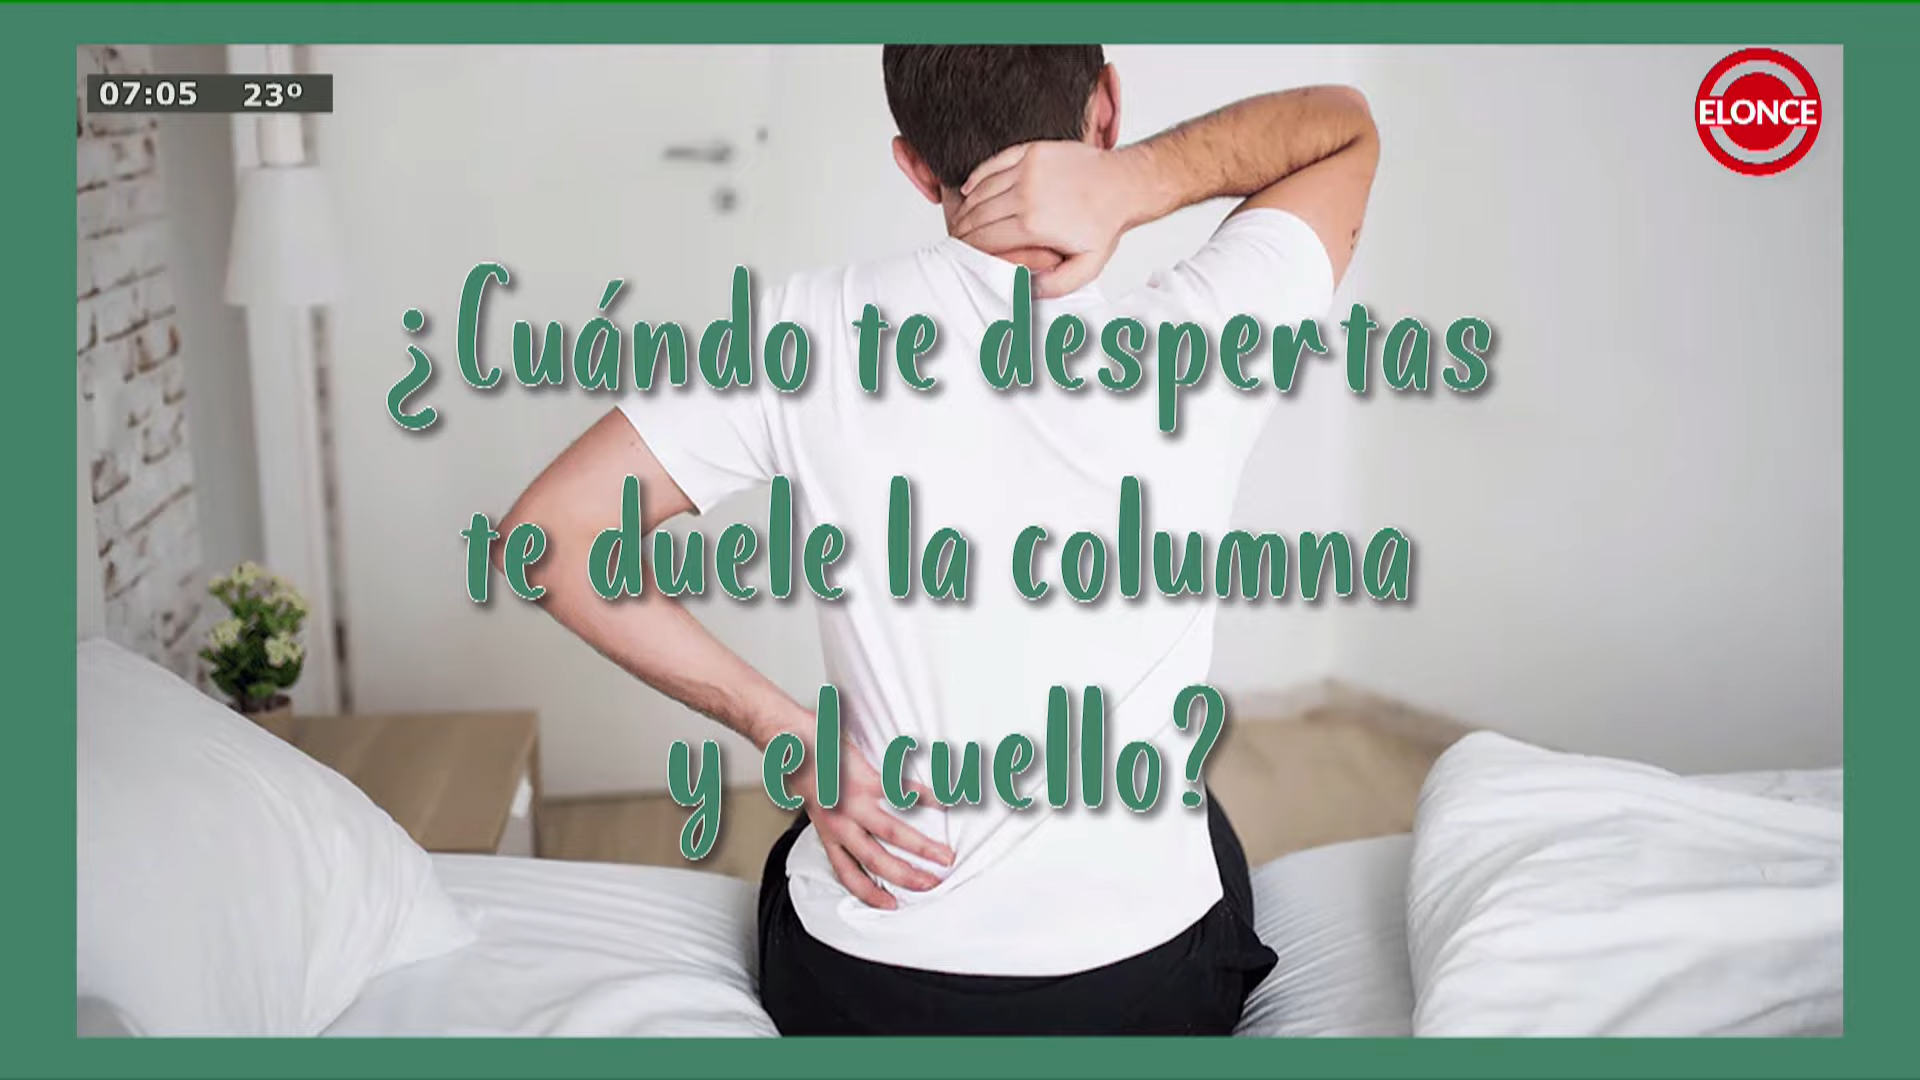 07:05 23º
ELONCE
¿Cuándo te despertas
te duele la columna
y el cuello?